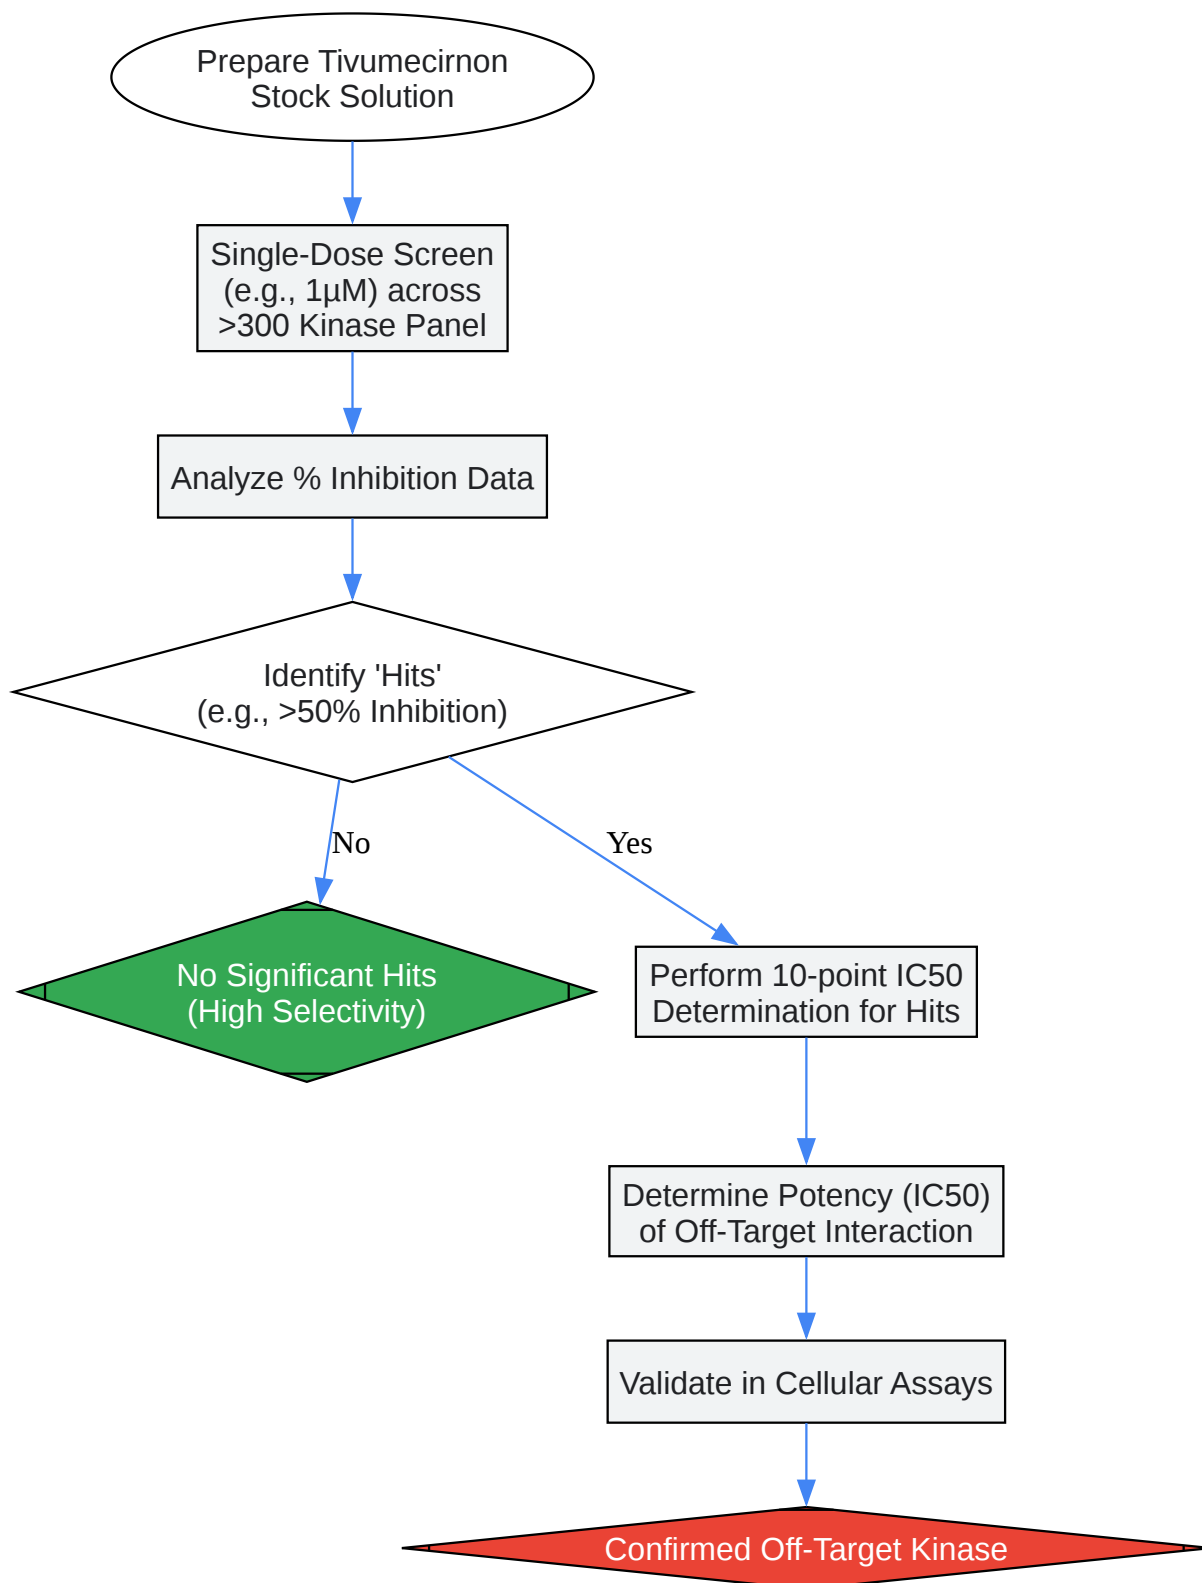 Prepare Tivumecirnon
Stock Solution
Single-Dose Screen
(e.g., 1µM) across
>300 Kinase Panel
Analyze % Inhibition Data
Identify 'Hits'
(e.g., >50% Inhibition)
No
Yes
No Significant Hits
(High Selectivity)
Perform 10-point IC50
Determination for Hits
Determine Potency (IC50)
of Off-Target Interaction
Validate in Cellular Assays
Confirmed Off-Target Kinase